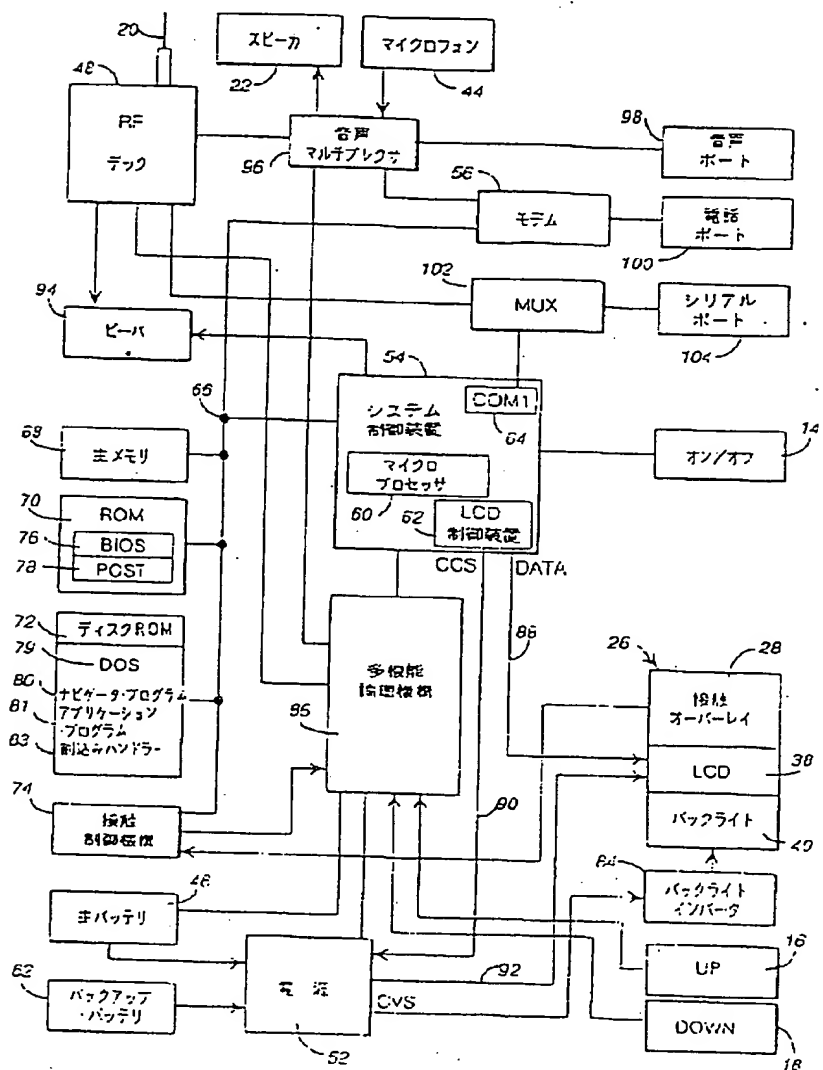 20
スピーカ
マイクロフォン
48
22
44
RF
デック
音声
マルチプレクサ
96
98
音声
ポート
56
モデム
電話
ポート
100
102
MUX
シリアル
ポート
104
94
ビーパ
54
COM1
64
システム
制御装置
66
69
主メモリ
マイクロ
プロセッサ
60
62
LCD
制御装置
オン/オフ
14
70
ROM
76
BIOS
78
POST
CCS
DATA
88
72
ディスクROM
79
DOS
80
ナビゲータ・プログラム
81
アプリケーション
・プログラム
83
割込みハンドラー
多機能
論理機構
86
26
28
接触
オーバーレイ
LCD
38
バックライト
40
90
74
接触
制御機構
84
バックライト
インバータ
46
主バッテリ
92
UP
16
62
バックアップ
・バッテリ
電源
CVS
52
DOWN
18